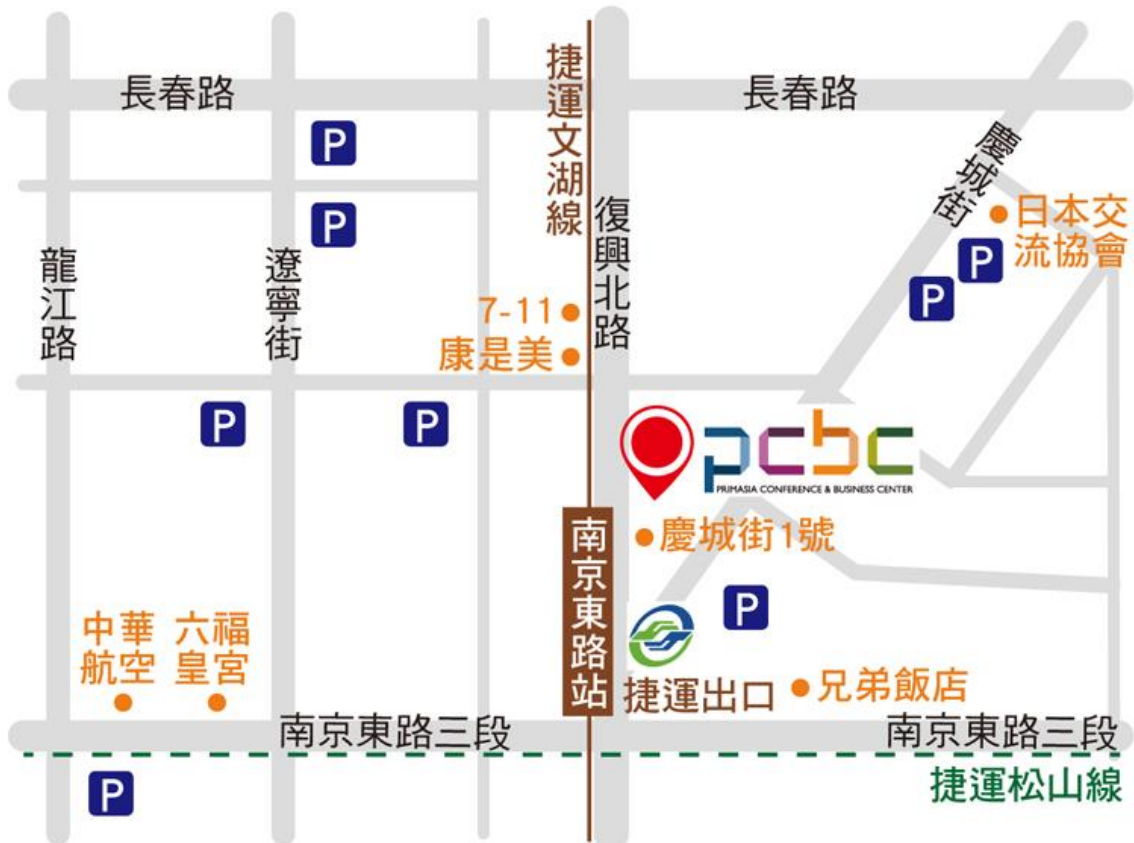 長春路
長春路
捷運文湖線
慶城街
P
P
日本交
流協會
P
P
龍江路
遼寧街
復興北路
7-11
康是美
P
P
pcbc
PRIMASIA CONFERENCE & BUSINESS CENTER
慶城街1號
南京東路站
P
中華
航空
六福
皇宮
捷運出口
兄弟飯店
南京東路三段
南京東路三段
捷運松山線
P